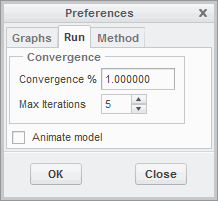 Preferences
Graphs Run Method
Convergence
Convergence % 1.000000
Max Iterations 5
Animate model
OK Close